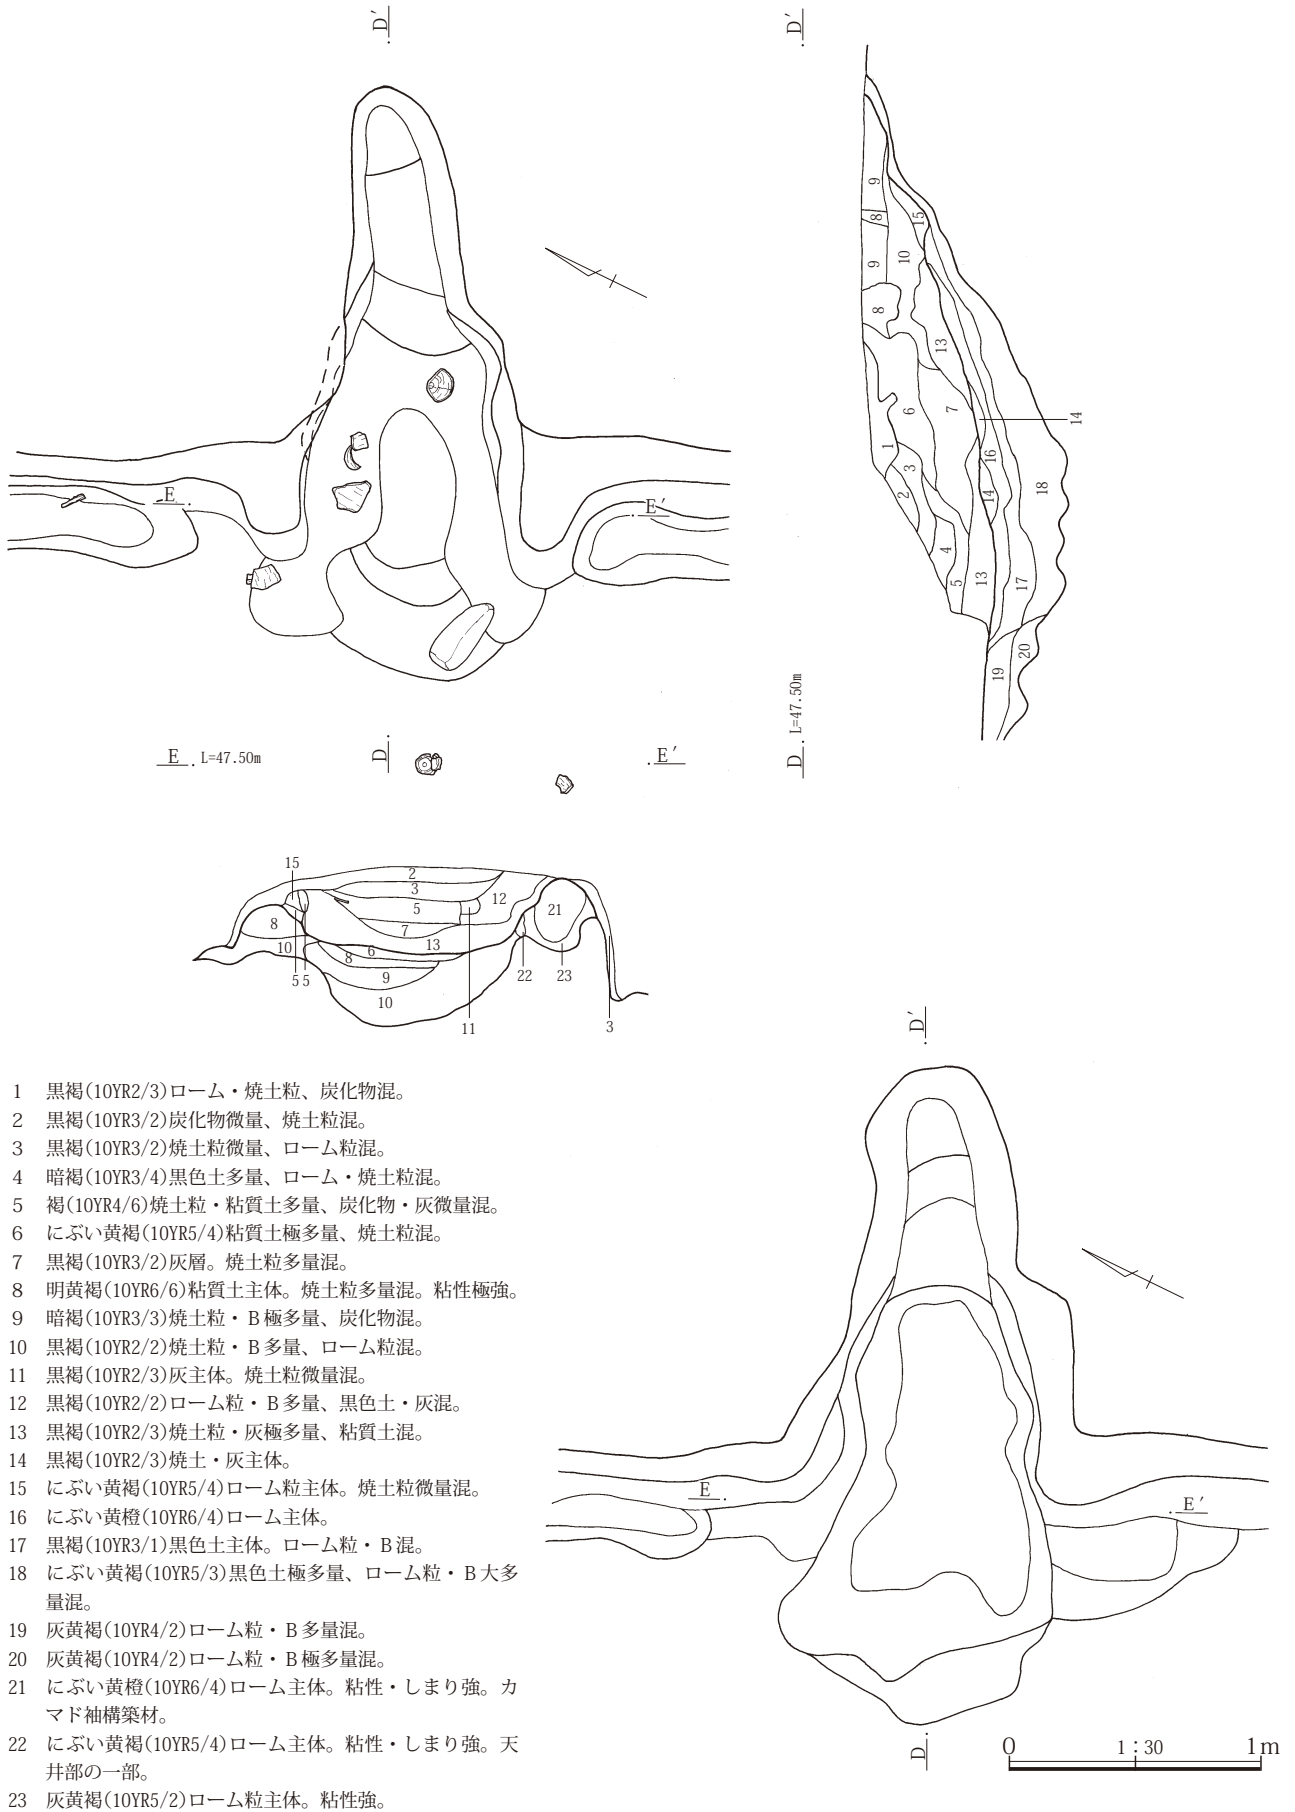 D′
D′
9
8
15
9
10
8
13
6
7
14
1
3
16
2
14
18
4
5
13
17
20
19
E
E′
D L=47.50m
E L=47.50m
D
E′
15
2
3
12
5
21
8
7
13
10
6
8
9
5 5
22
23
10
11
3
1 黒褐(10YR2/3)ローム・焼土粒、炭化物混。
2 黒褐(10YR3/2)炭化物微量、焼土粒混。
3 黒褐(10YR3/2)焼土粒微量、ローム粒混。
4 暗褐(10YR3/4)黒色土多量、ローム・焼土粒混。
5 褐(10YR4/6)焼土粒・粘質土多量、炭化物・灰微量混。
6 にぶい黄褐(10YR5/4)粘質土極多量、焼土粒混。
7 黒褐(10YR3/2)灰層。焼土粒多量混。
8 明黄褐(10YR6/6)粘質土主体。焼土粒多量混。粘性極強。
9 暗褐(10YR3/3)焼土粒・Ｂ極多量、炭化物混。
10 黒褐(10YR2/2)焼土粒・Ｂ多量、ローム粒混。
11 黒褐(10YR2/3)灰主体。焼土粒微量混。
12 黒褐(10YR2/2)ローム粒・Ｂ多量、黒色土・灰混。
13 黒褐(10YR2/3)焼土粒・灰極多量、粘質土混。
14 黒褐(10YR2/3)焼土・灰主体。
15 にぶい黄褐(10YR5/4)ローム粒主体。焼土粒微量混。
16 にぶい黄橙(10YR6/4)ローム主体。
17 黒褐(10YR3/1)黒色土主体。ローム粒・Ｂ混。
18 にぶい黄褐(10YR5/3)黒色土極多量、ローム粒・Ｂ大多
量混。
19 灰黄褐(10YR4/2)ローム粒・Ｂ多量混。
20 灰黄褐(10YR4/2)ローム粒・Ｂ極多量混。
21 にぶい黄橙(10YR6/4)ローム主体。粘性・しまり強。カ
マド袖構築材。
22 にぶい黄褐(10YR5/4)ローム主体。粘性・しまり強。天
井部の一部。
23 灰黄褐(10YR5/2)ローム粒主体。粘性強。
D′
E
E′
D
0 1：30 1m